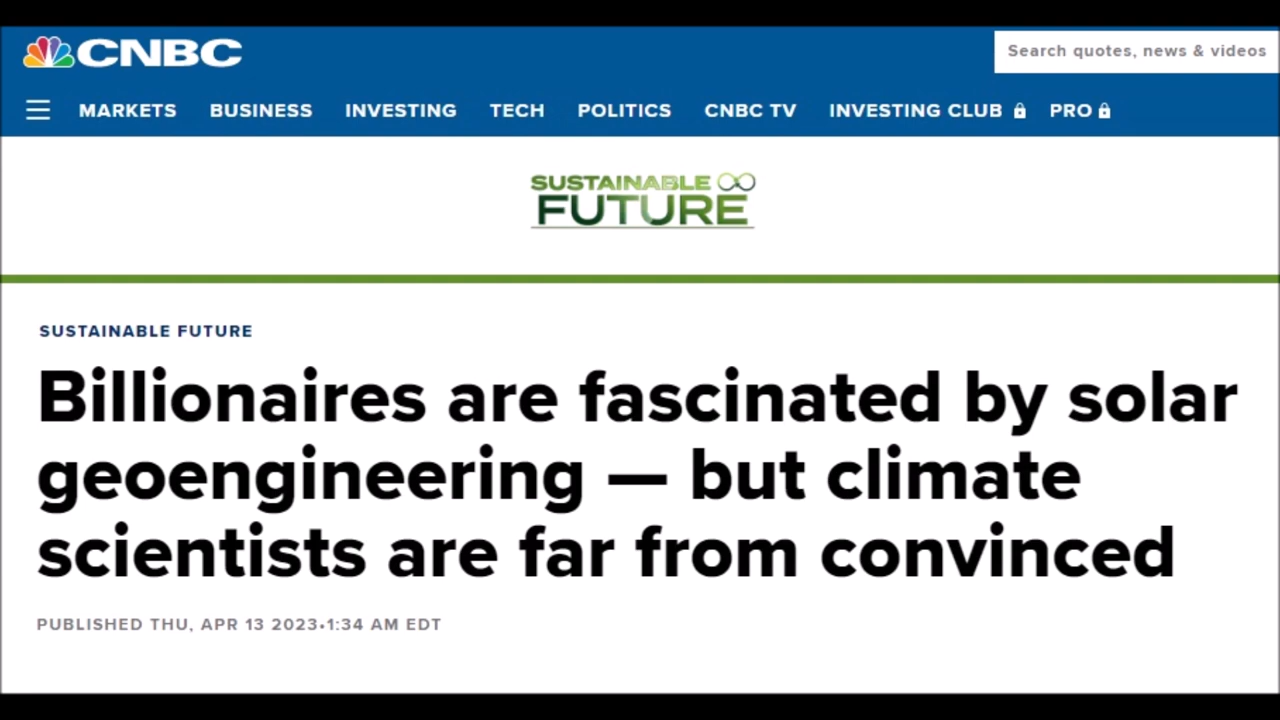 CNBC
Search quotes, news & videos
MARKETS BUSINESS INVESTING TECH POLITICS CNBC TV INVESTING CLUB PRO
SUSTAINABLE
FUTURE
SUSTAINABLE FUTURE
Billionaires are fascinated by solar
geoengineering — but climate
scientists are far from convinced
PUBLISHED THU, APR 13 2023•1:34 AM EDT